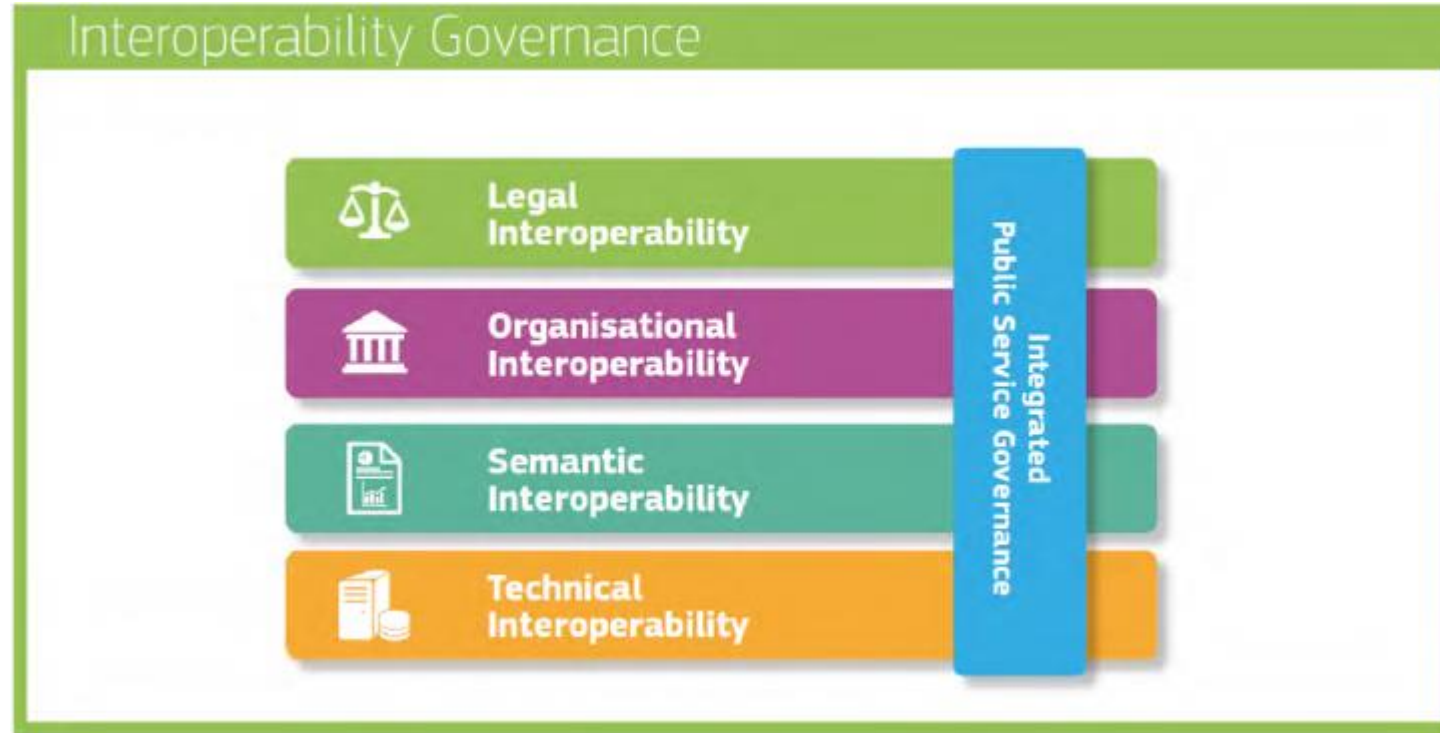 Interoperability Governance
Legal
Interoperability
Organisational
Interoperability
Semantic
Interoperability
Technical
Interoperability
Integrated
Public Service Governance